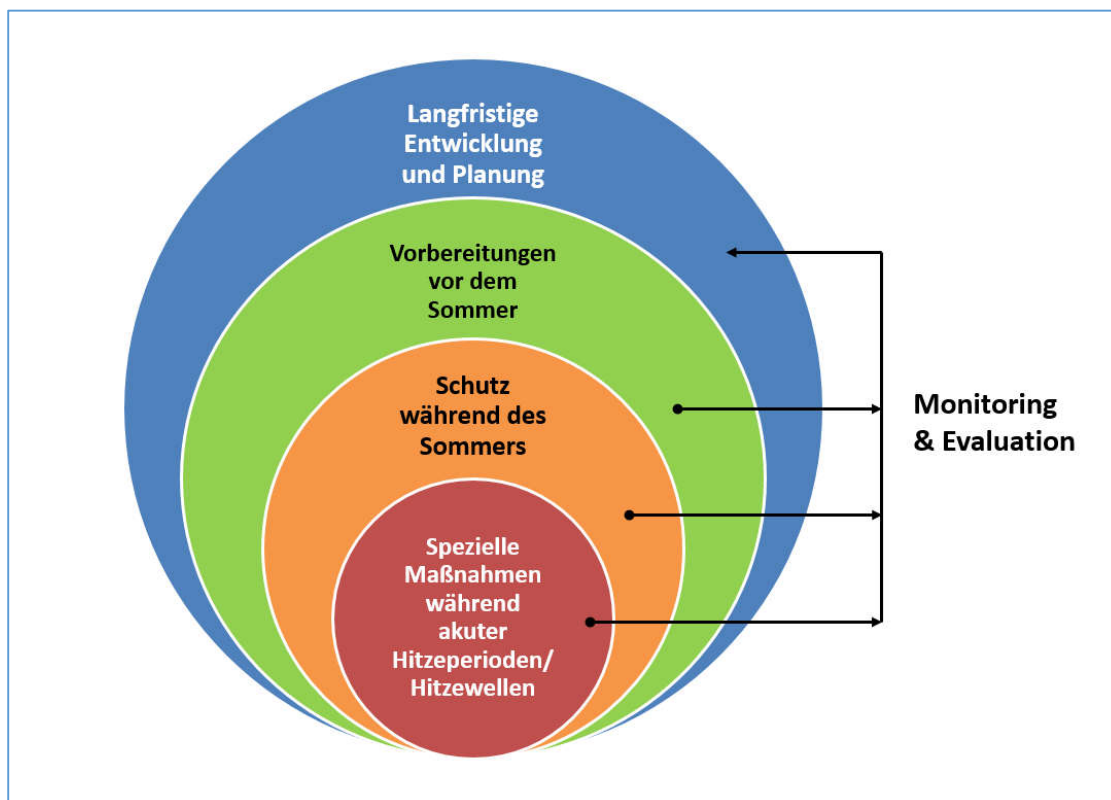 Langfristige
Entwicklung
und Planung
Vorbereitungen
vor dem
Sommer
Schutz
während des
Sommers
Spezielle
Maßnahmen
während
akuter
Hitzeperioden/
Hitzewellen
Monitoring
& Evaluation